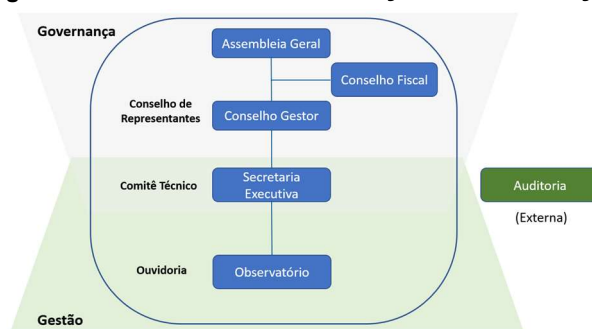 Governança
Assembleia Geral
Conselho Fiscal
Conselho de
Representantes
Conselho Gestor
Comitê Técnico
Secretaria
Executiva
Auditoria
(Externa)
Ouvidoria
Observatório
Gestão